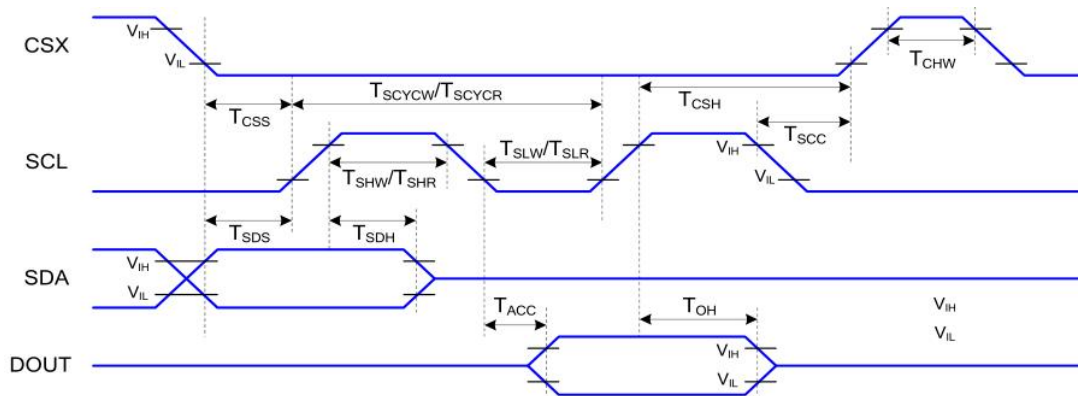 CSX
VIH
VIL
TCHW
TSCYCW/TSCYCR
TCSS
TCSH
TSCC
SCL
TSLW/TSLR
VIH
TSHW/TSHR
VIL
TSDS
TSDH
SDA
VIH
VIL
TACC
TOH
VIH
VIL
DOUT
VIH
VIL